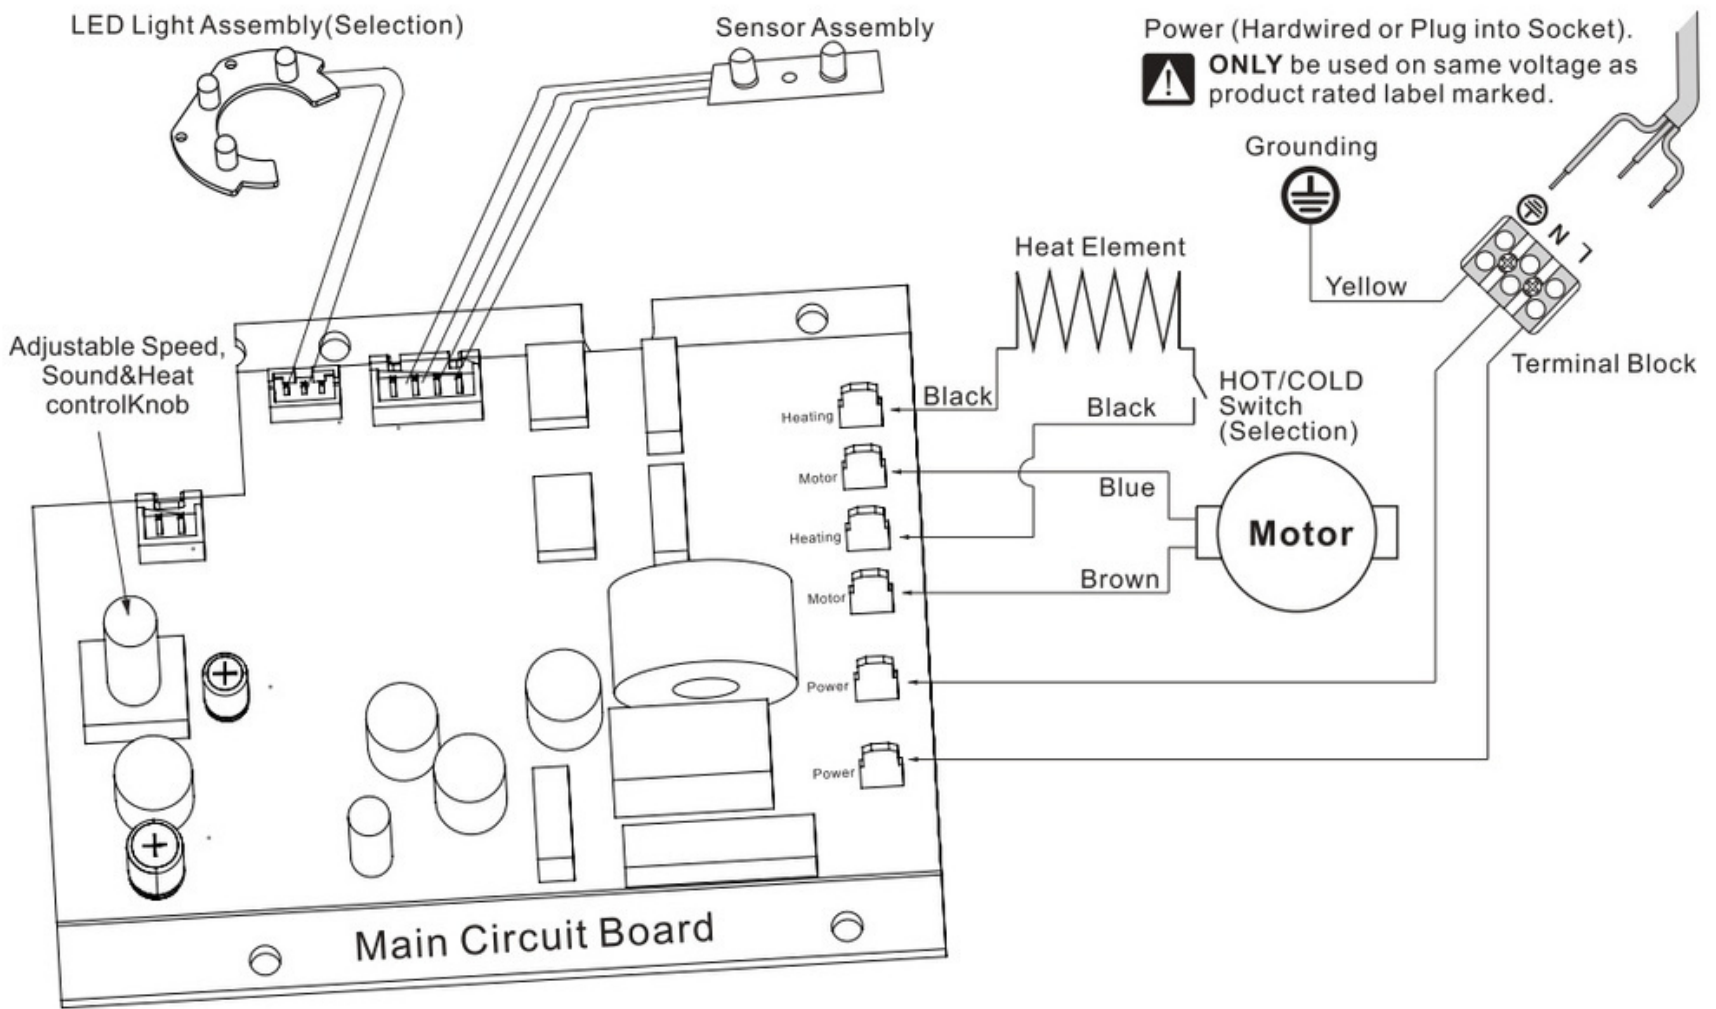 LED Light Assembly(Selection)
Sensor Assembly
Power (Hardwired or Plug into Socket).
ONLY be used on same voltage as
product rated label marked.
Grounding
N
L
Heat Element
Yellow
Terminal Block
Adjustable Speed,
Sound&Heat
controlKnob
HOT/COLD
Switch
(Selection)
Black
Black
Heating
Motor
Blue
Heating
Motor
Brown
Motor
Power
Power
Main Circuit Board